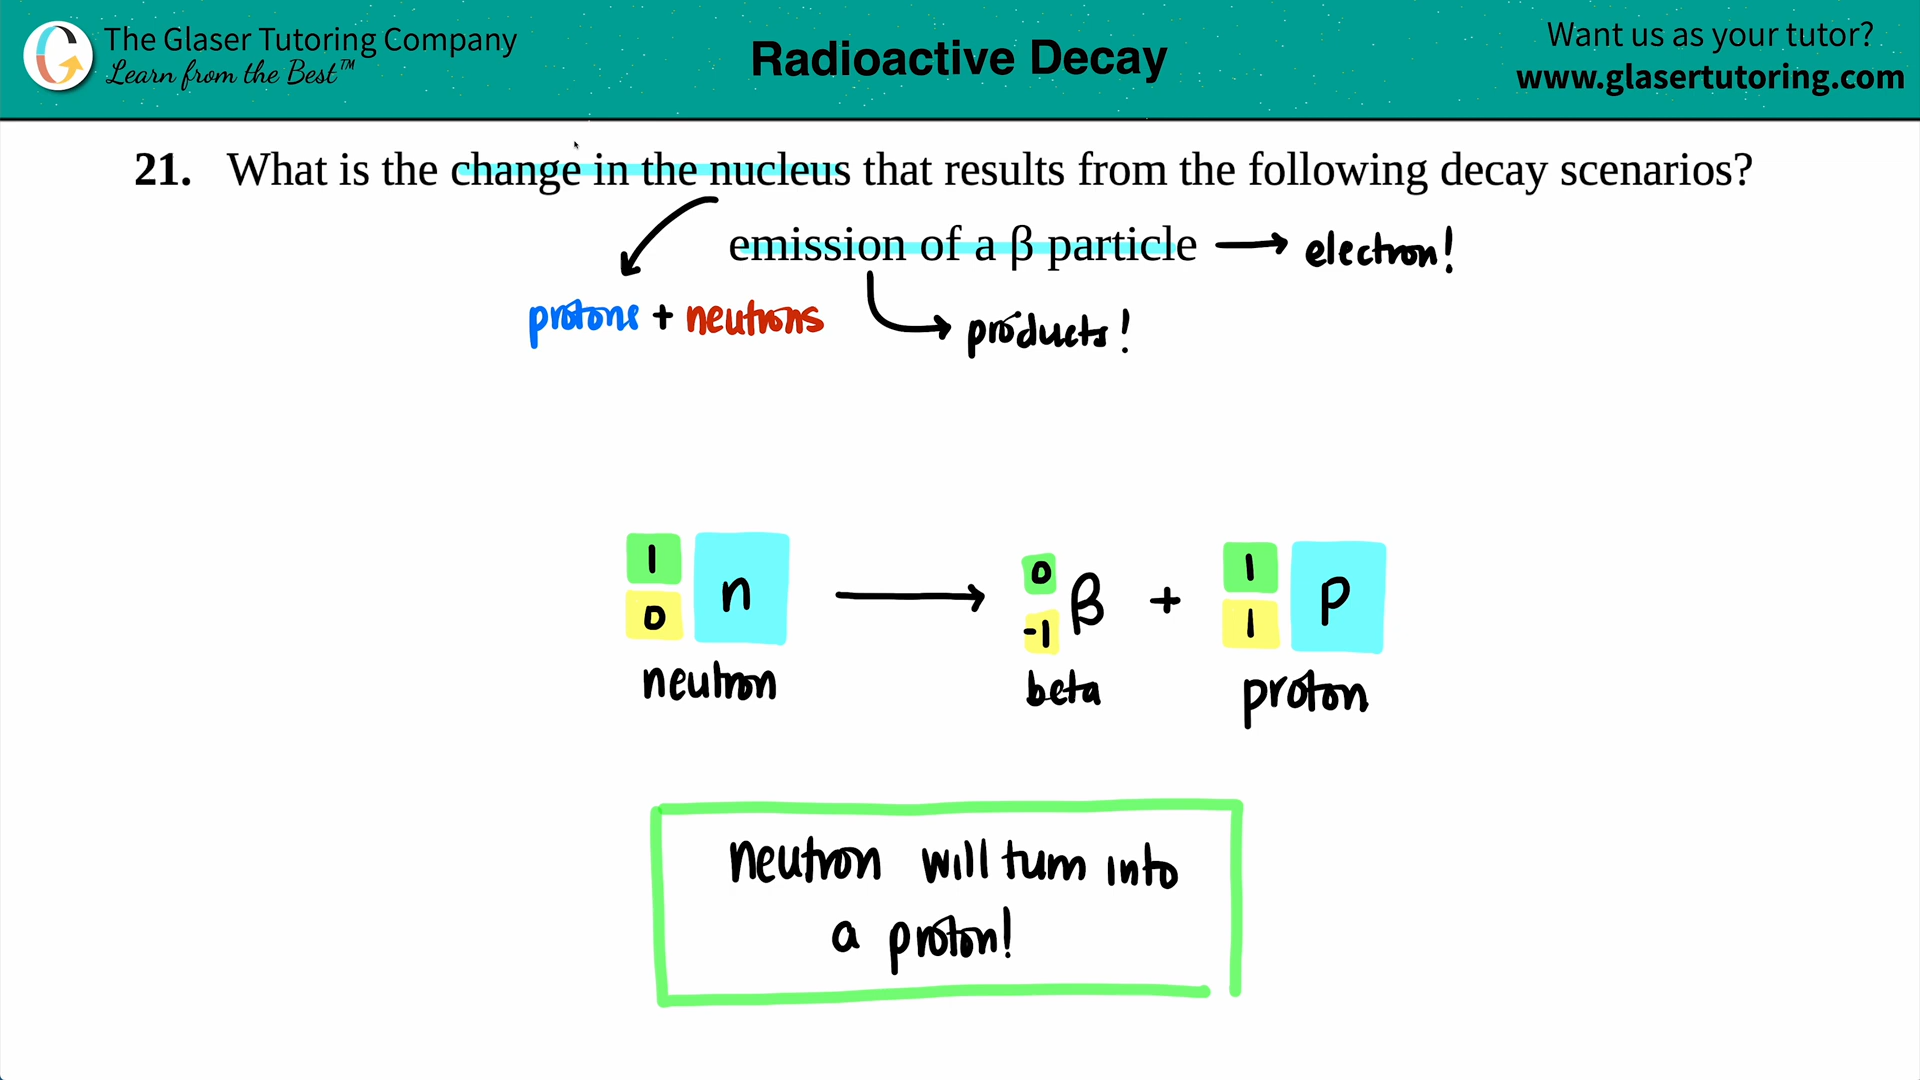 The Glaser Tutoring Company
Learn from the Best™
Radioactive Decay
Want us as your tutor?
www.glasertutoring.com
21. What is the change in the nucleus that results from the following decay scenarios?
emission of a β particle → electron!
protons + neutrons
products!
1 0 n → 0 -1 β + 1 1 p
neutron beta proton
neutron will turn into
a proton!